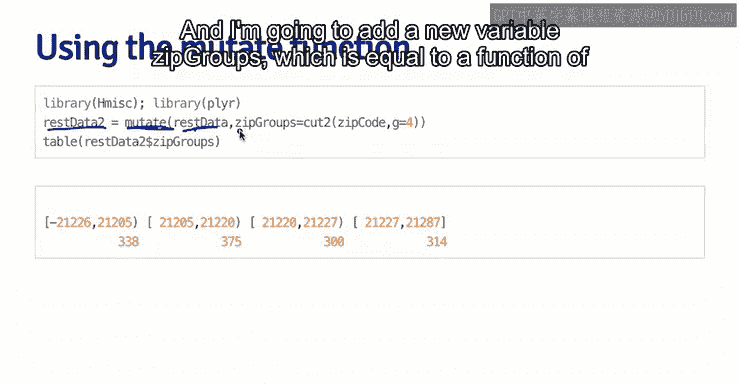 And I'm going to add a new variable
Using the mutate function
zipGroups, which is equal to a function of
library(Hmisc); library(plyr)
restData2 = mutate(restData,zipGroups=cut2(zipCode,g=4))
table(restData2$zipGroups)
[-21226,21205) [ 21205,21220) [ 21220,21227) [ 21227,21287]
338 375 300 314